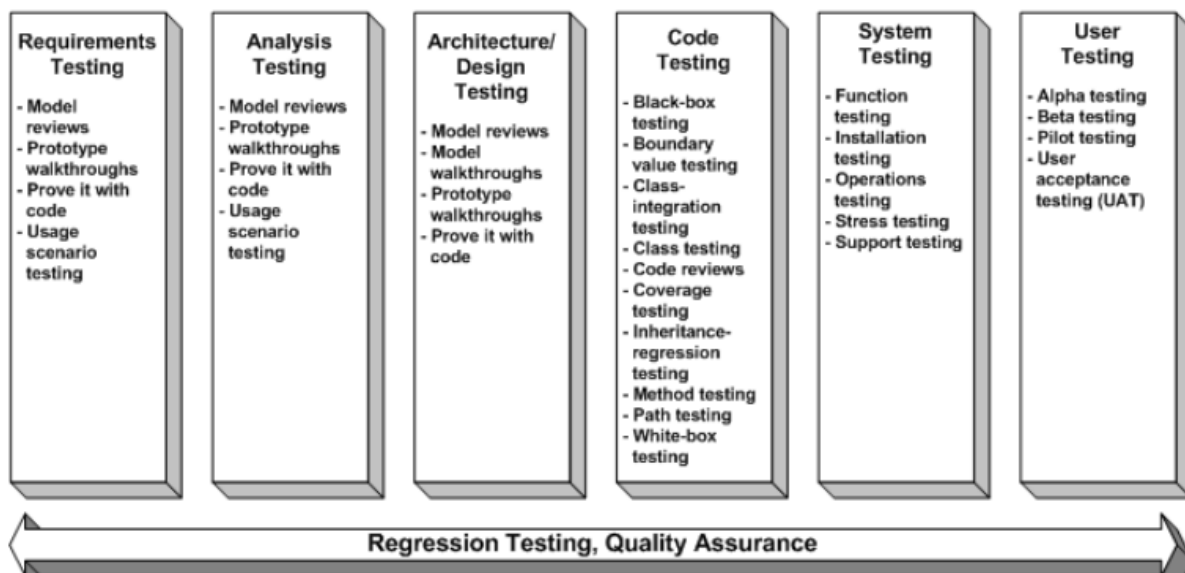 Requirements
Testing
- Model
reviews
- Prototype
walkthroughs
- Prove it with
code
- Usage
scenario
testing
Analysis
Testing
- Model reviews
- Prototype
walkthroughs
- Prove it with
code
- Usage
scenario
testing
Architecture/
Design
Testing
- Model reviews
- Model
walkthroughs
- Prototype
walkthroughs
- Prove it with
code
Code
Testing
- Black-box
testing
- Boundary
value testing
- Class-
integration
testing
- Class testing
- Code reviews
- Coverage
testing
- Inheritance-
regression
testing
- Method testing
- Path testing
- White-box
testing
System
Testing
- Function
testing
- Installation
testing
- Operations
testing
- Stress testing
- Support testing
User
Testing
- Alpha testing
- Beta testing
- Pilot testing
- User
acceptance
testing (UAT)
Regression Testing, Quality Assurance